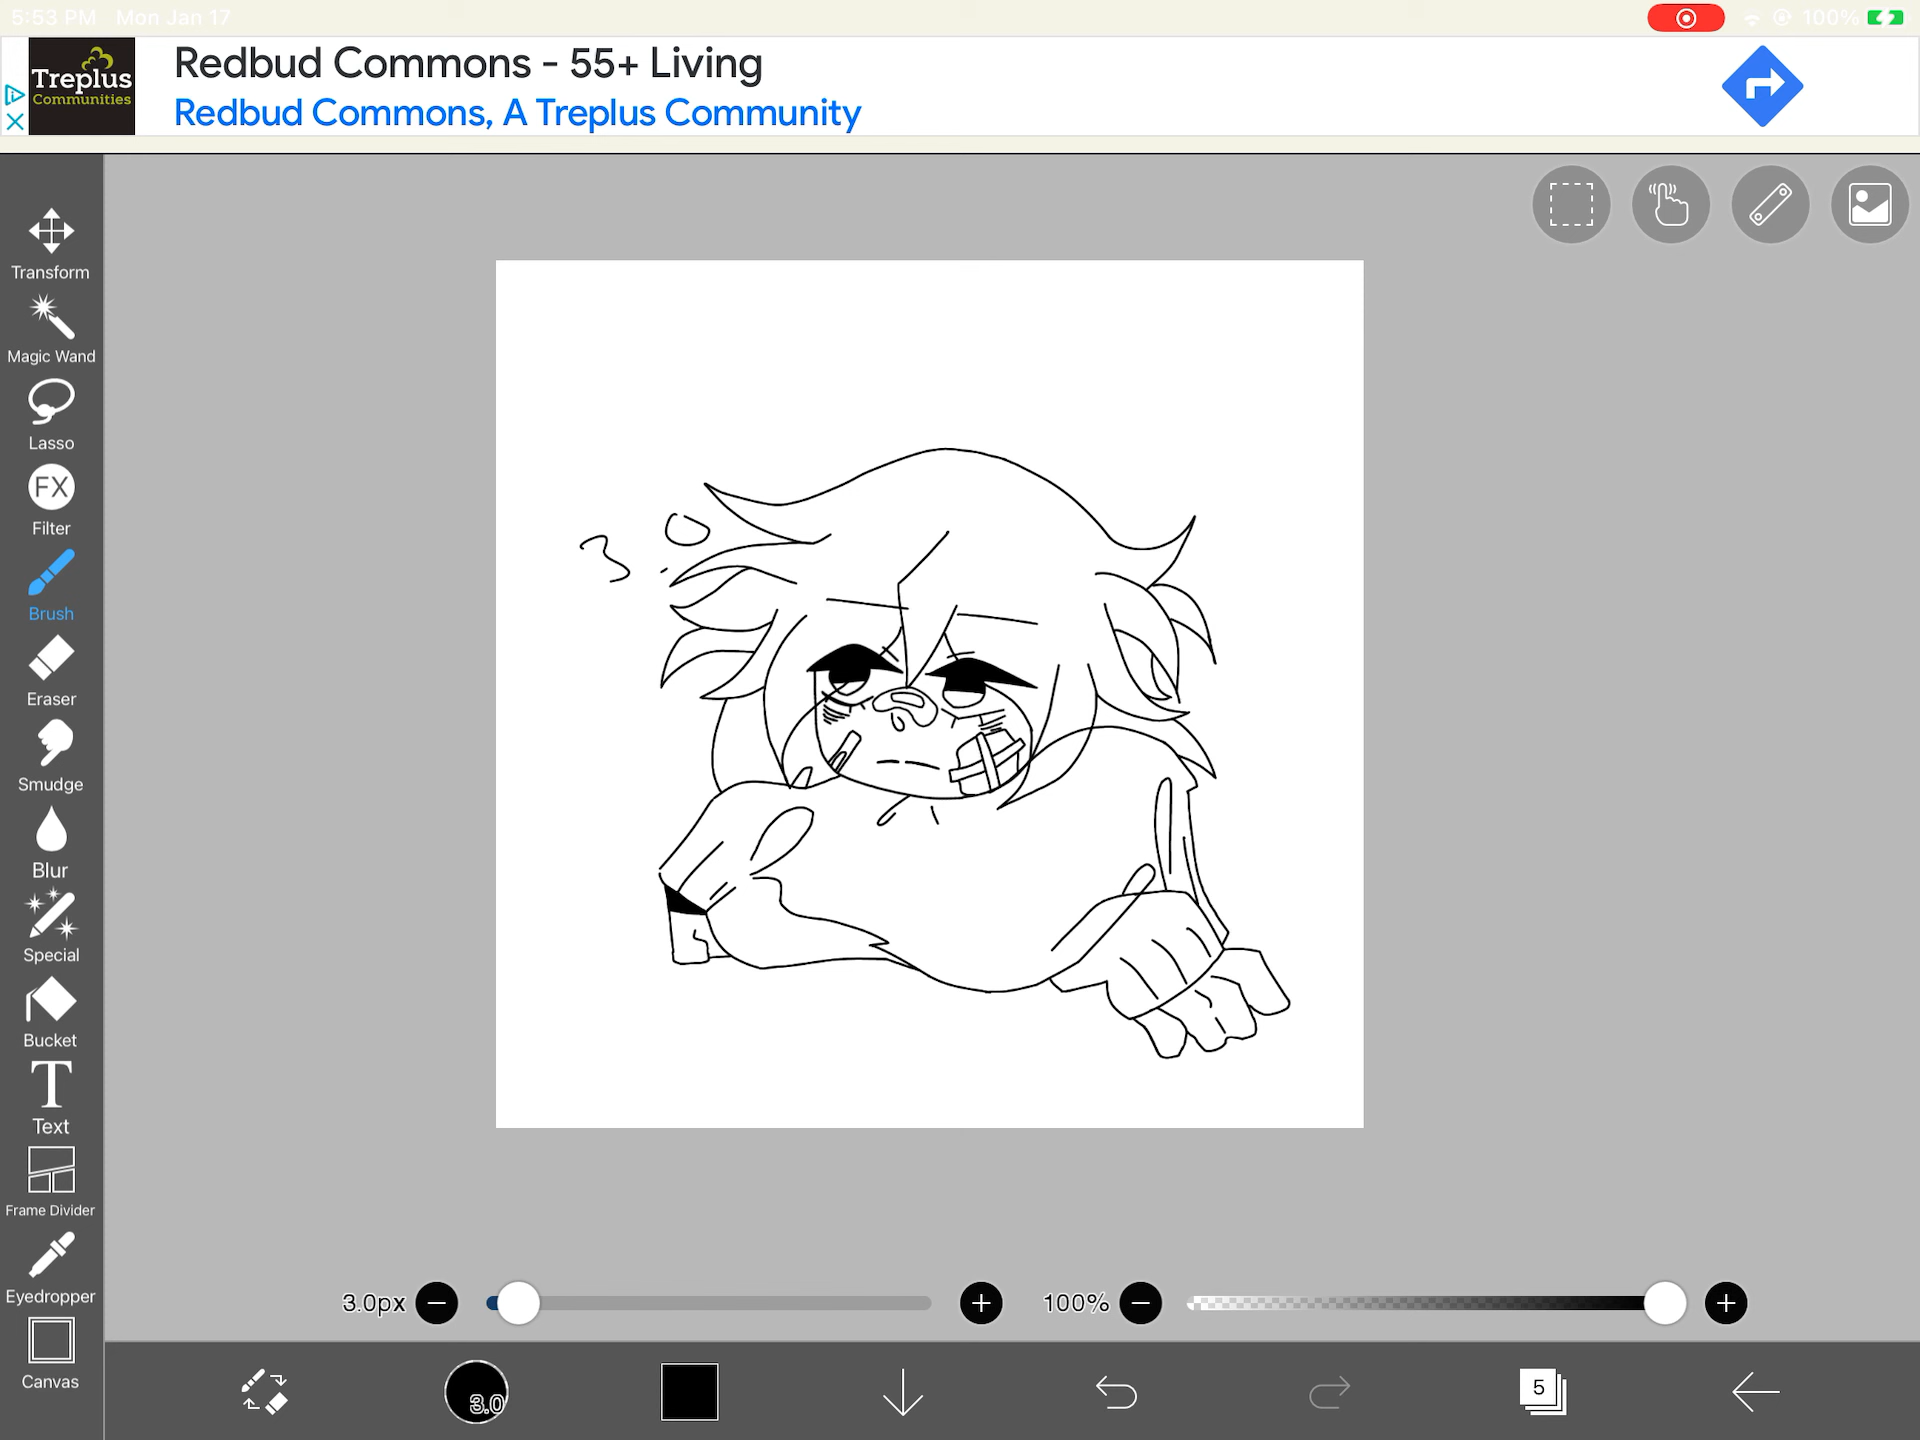 5:53 PM Mon Jan 17
100%
Treplus
Communities
Redbud Commons - 55+ Living
Redbud Commons, A Treplus Community
Transform
Magic Wand
Lasso
FX
Filter
Brush
Eraser
Smudge
Blur
Special
Bucket
T
Text
Frame Divider
Eyedropper
Canvas
3.0
3.0px
100%
3.0
5